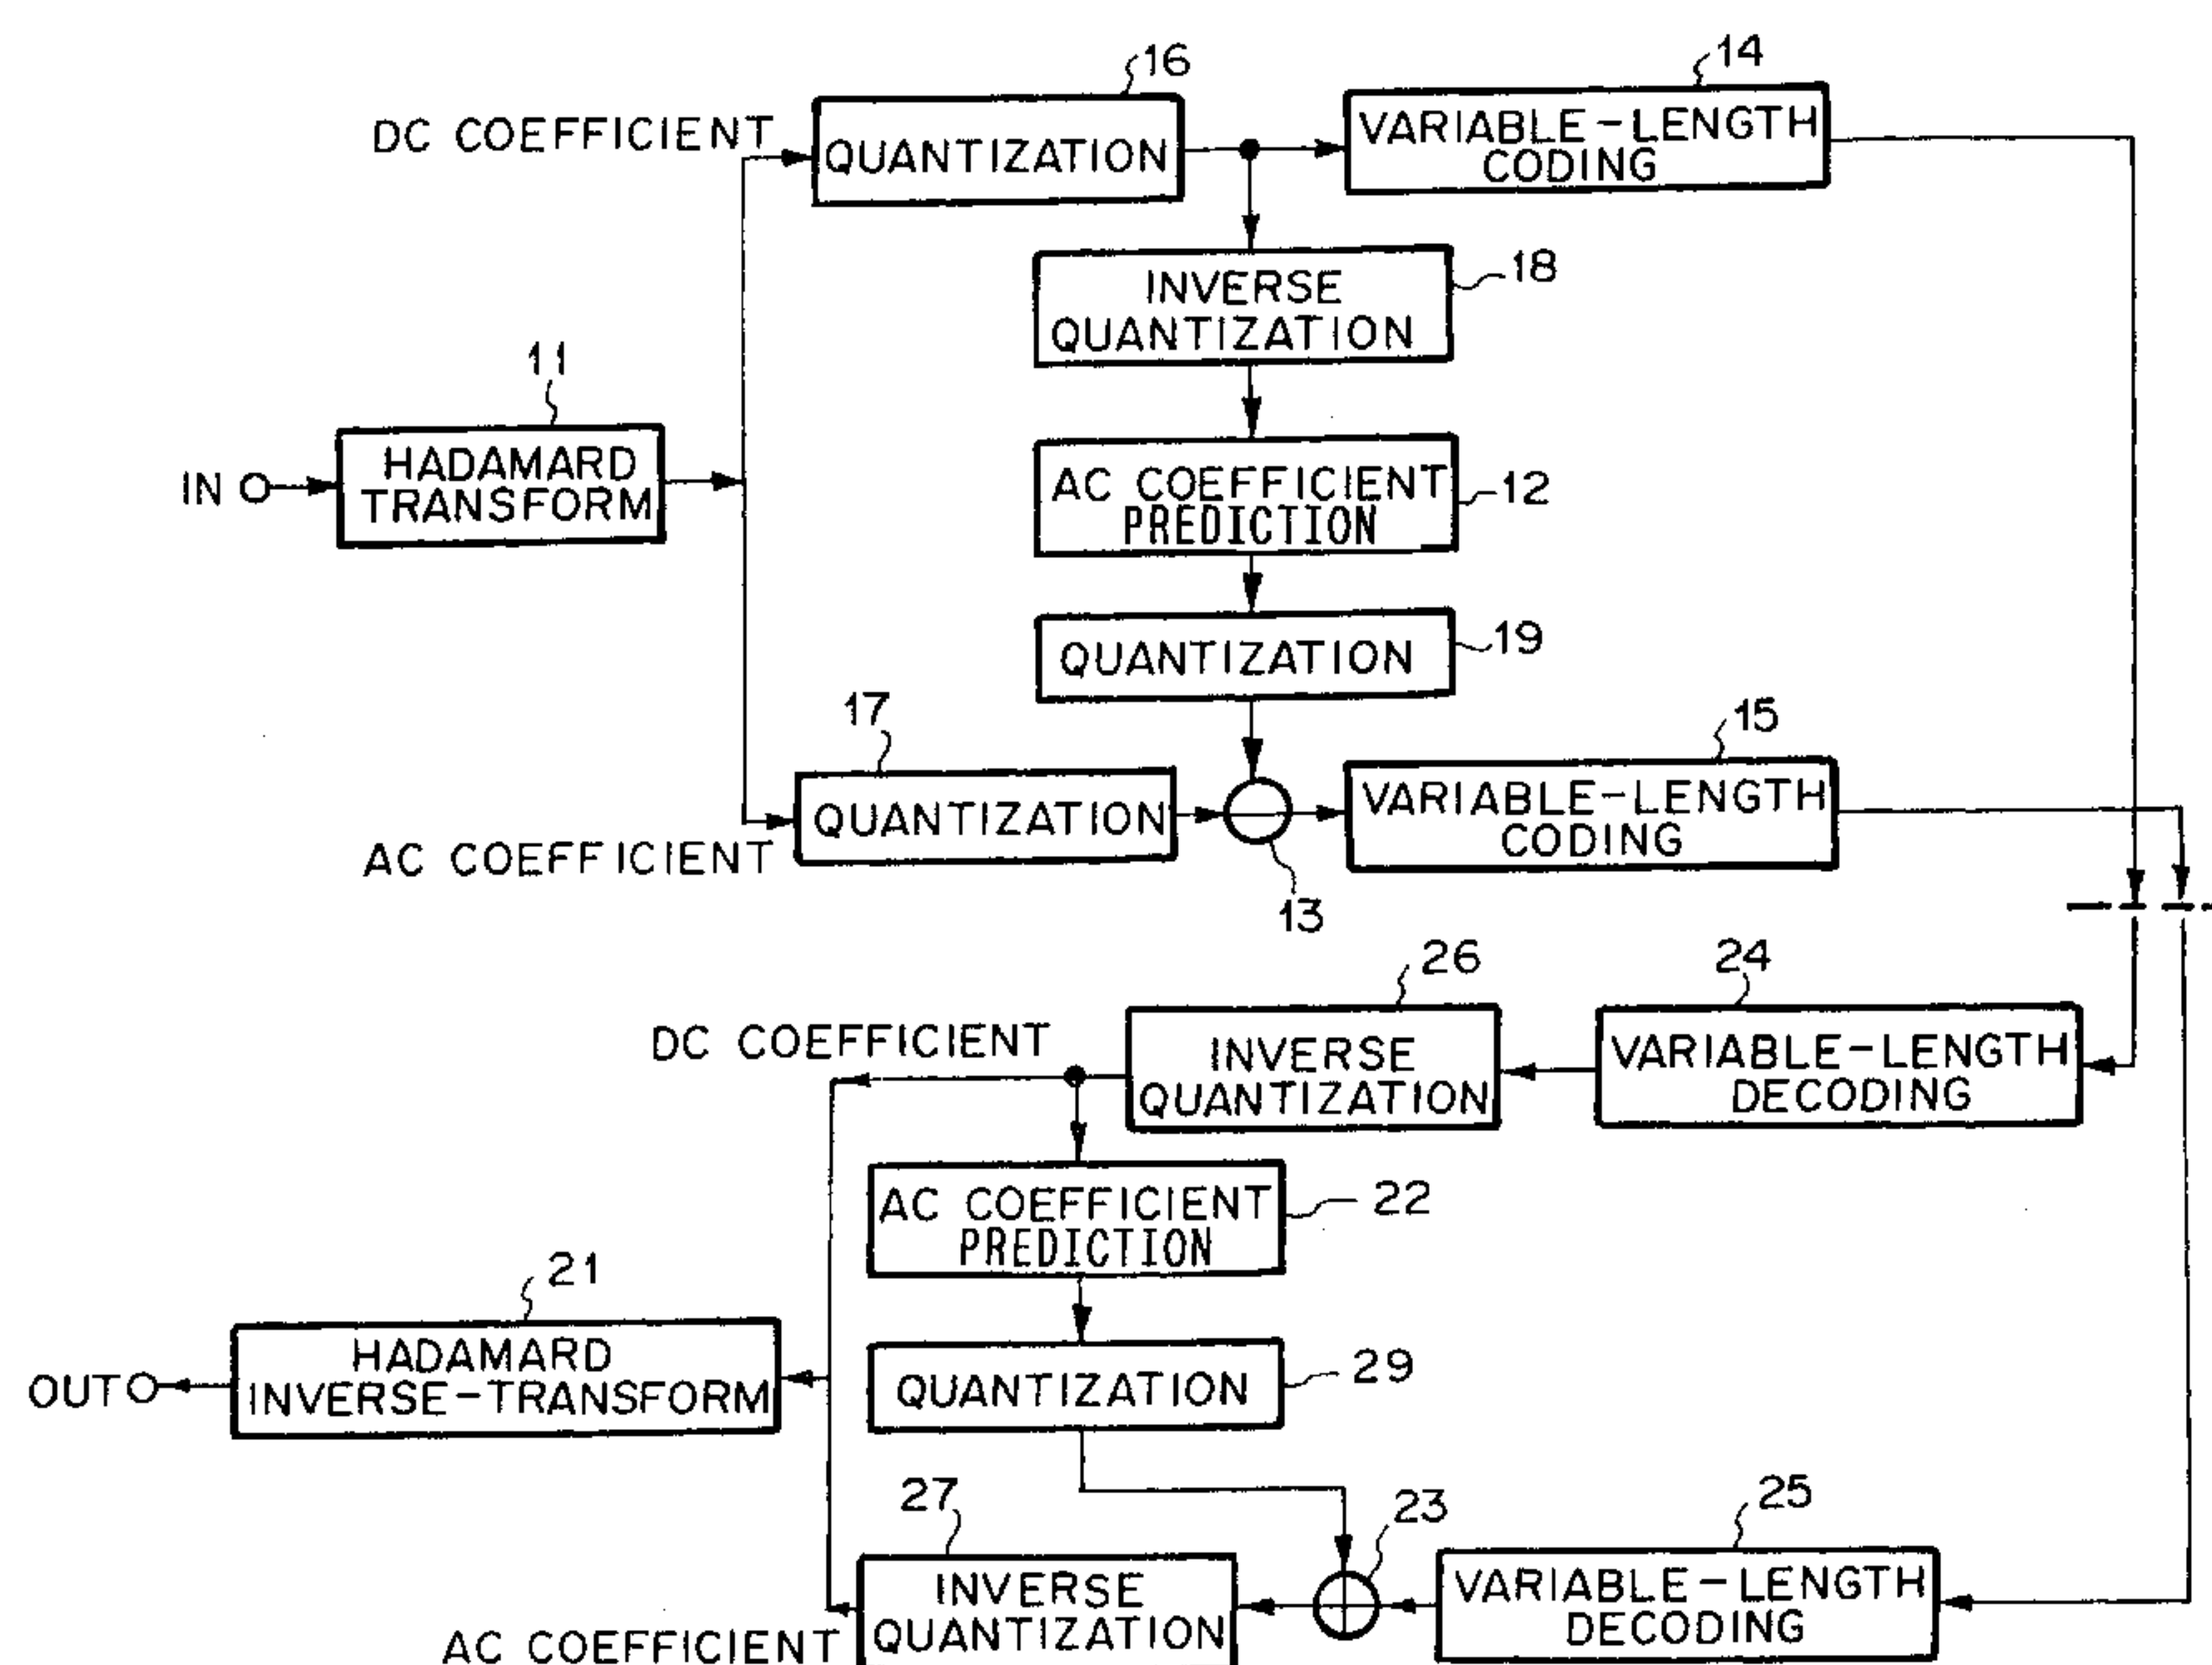 16
14
DC COEFFICIENT
QUANTIZATION
VARIABLE-LENGTH
CODING
18
INVERSE
QUANTIZATION
11
IN
HADAMARD
TRANSFORM
AC COEFFICIENT
PREDICTION
12
19
QUANTIZATION
17
15
QUANTIZATION
VARIABLE-LENGTH
CODING
AC COEFFICIENT
13
26
24
DC COEFFICIENT
INVERSE
QUANTIZATION
VARIABLE-LENGTH
DECODING
AC COEFFICIENT
PREDICTION
22
21
OUT
HADAMARD
INVERSE-TRANSFORM
QUANTIZATION
29
27
23
25
INVERSE
QUANTIZATION
VARIABLE-LENGTH
DECODING
AC COEFFICIENT